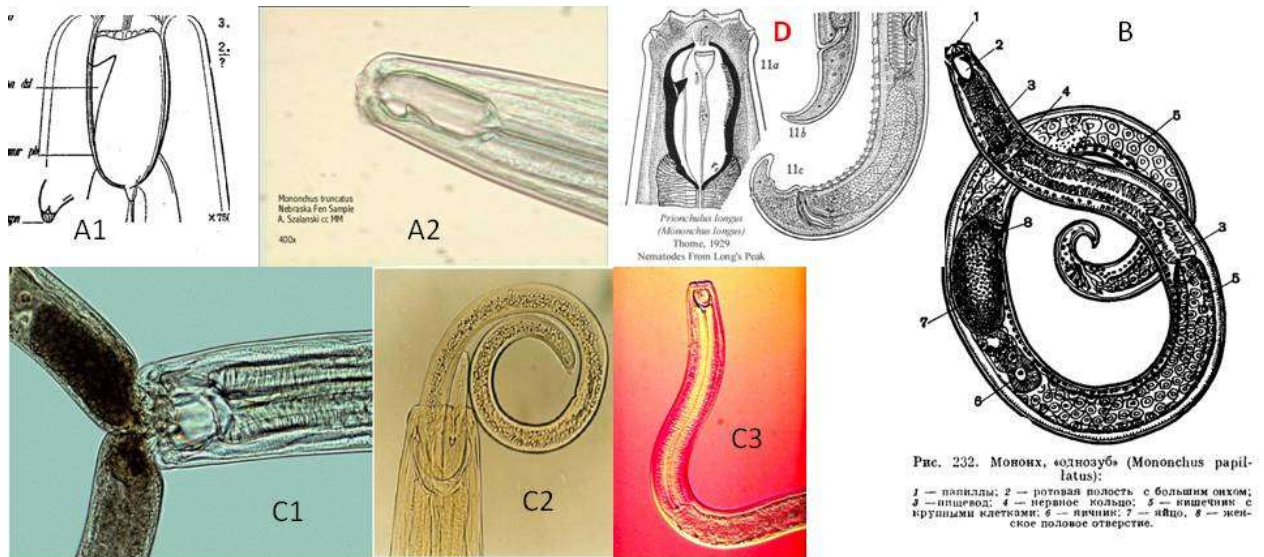 3.
2.
?
× 750
A1
Mononchus truncatus
Nebraska Fen Sample
A. Szalanski cc MM
400x
A2
D
11a
11b
11c
Prionchulus longus
(Mononchus longus)
Thorne, 1929
Nematodes From Long's Peak
B
1
2
3
4
5
8
3
5
7
6
Рис. 232. Мононх, «однозуб» (Mononchus papil-
latus):
1 — папиллы; 2 — ротовая полость с большим онхом;
3 — пищевод; 4 — нервное кольцо; 5 — кишечник с
крупными клетками; 6 — яичник; 7 — яйцо, 8 — жен-
ское половое отверстие.
C1
C2
C3